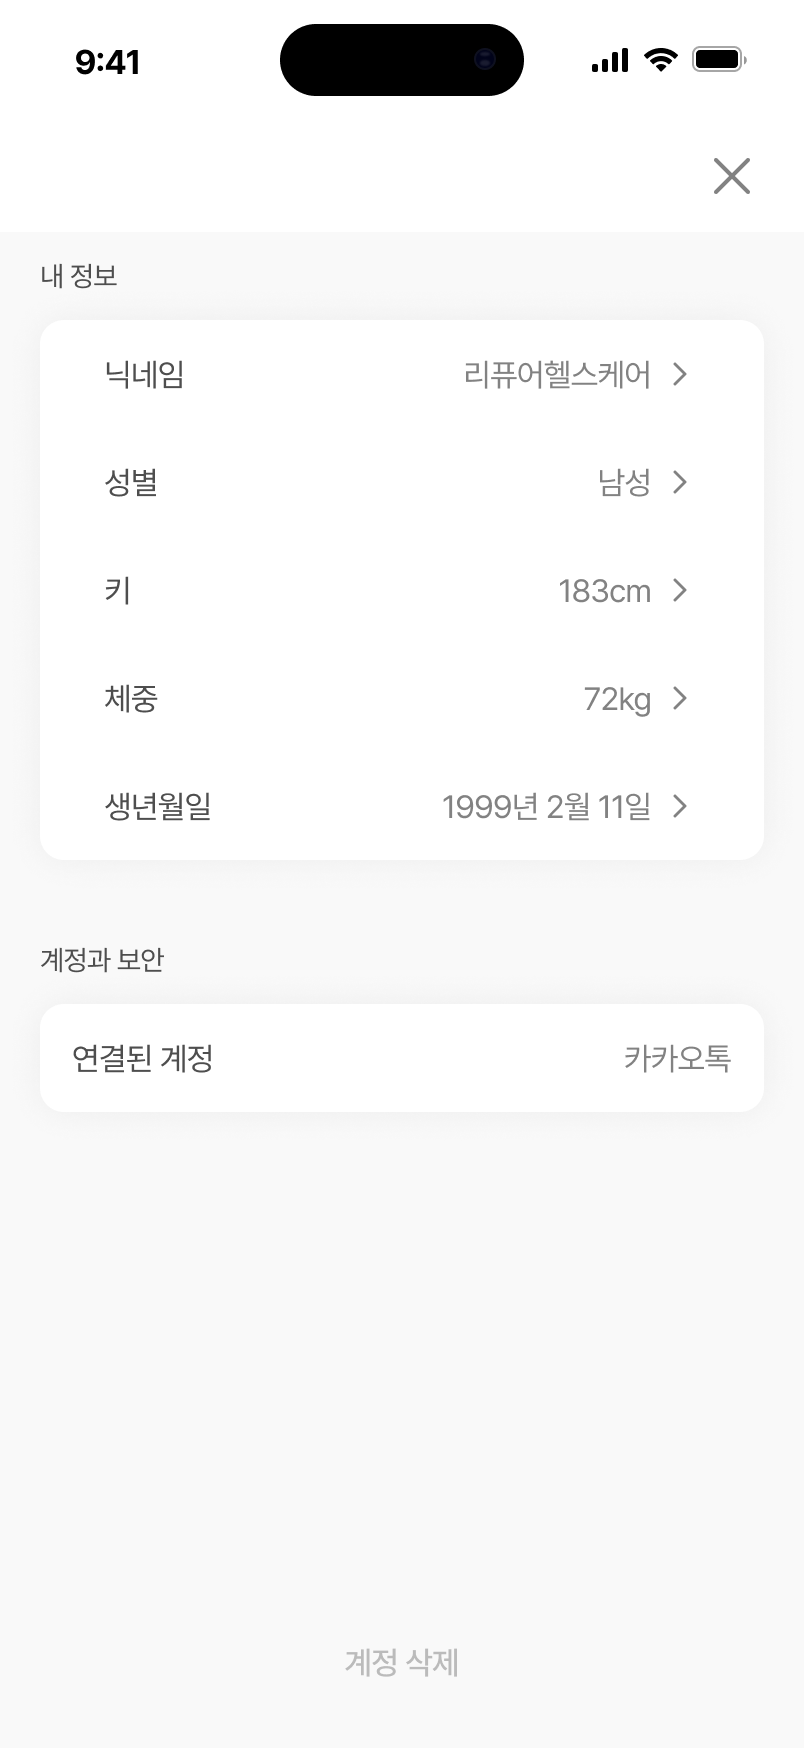 9:41
내 정보
닉네임 리퓨어헬스케어
성별 남성
키 183cm
체중 72kg
생년월일 1999년 2월 11일
계정과 보안
연결된 계정 카카오톡
계정 삭제